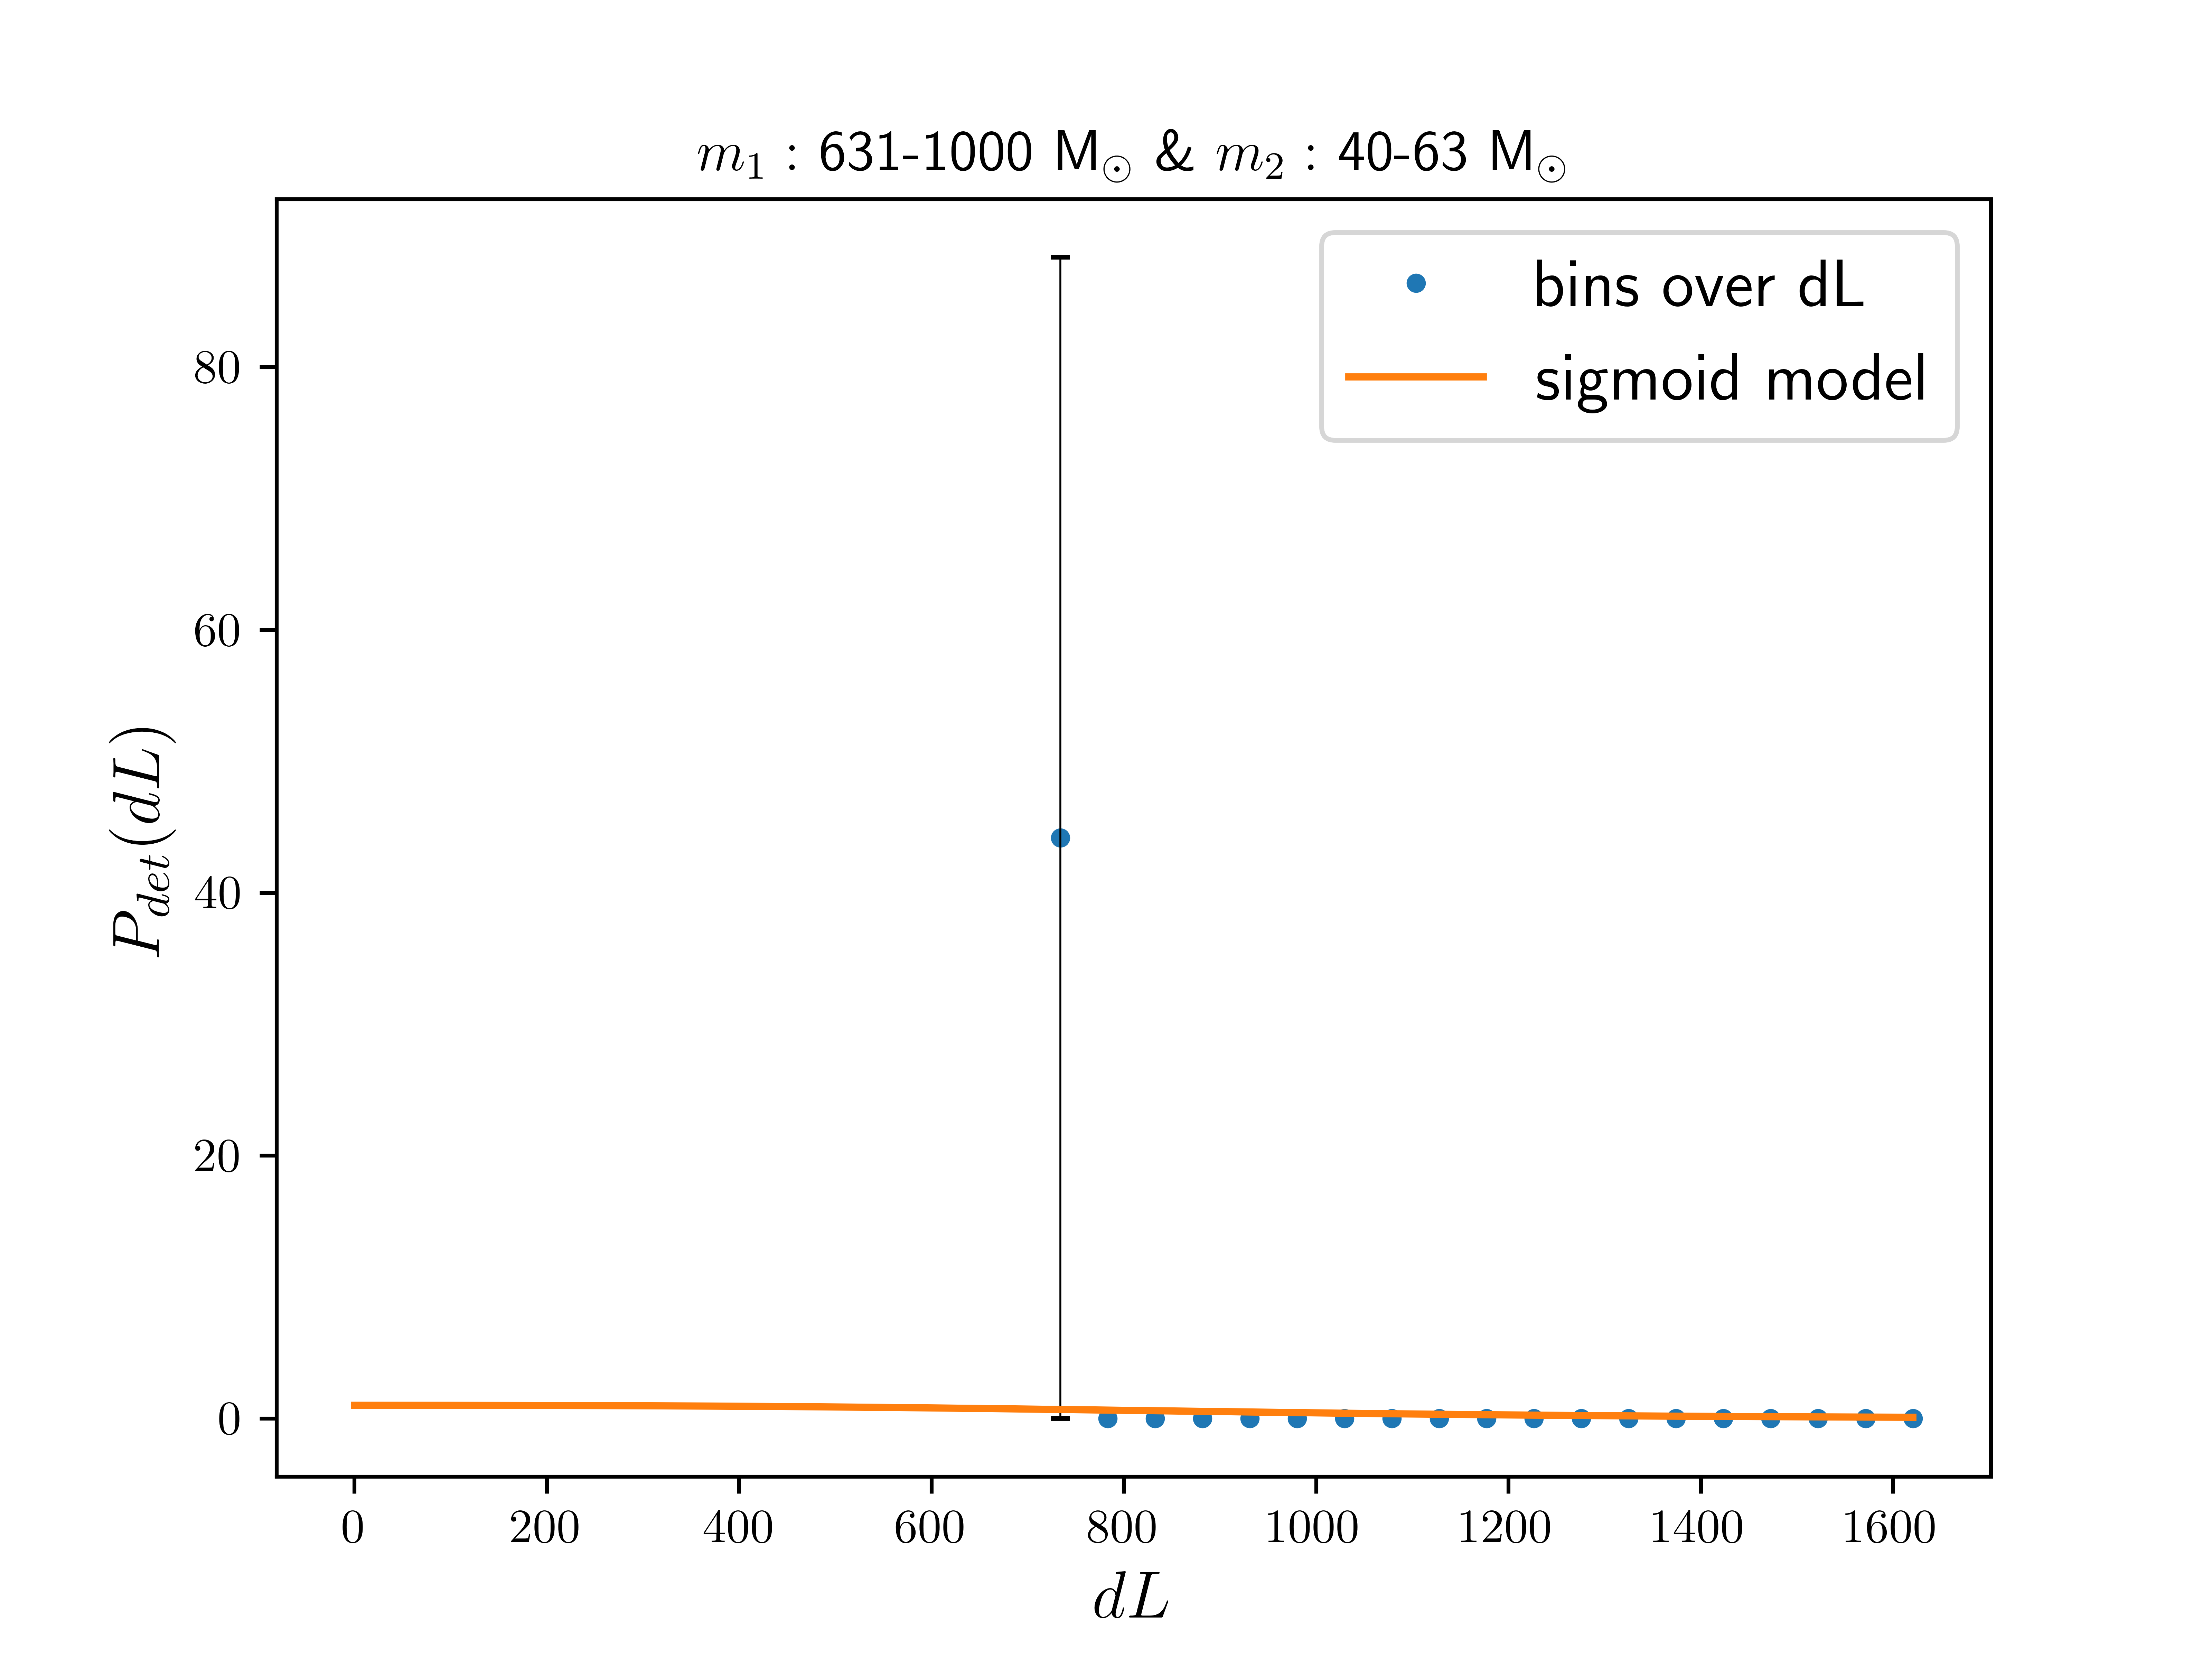 m₁ : 631-1000 M⊙ & m₂ : 40-63 M⊙
bins over dL
sigmoid model
80
60
40
20
0
P_det(dL)
0 200 400 600 800 1000 1200 1400 1600
dL